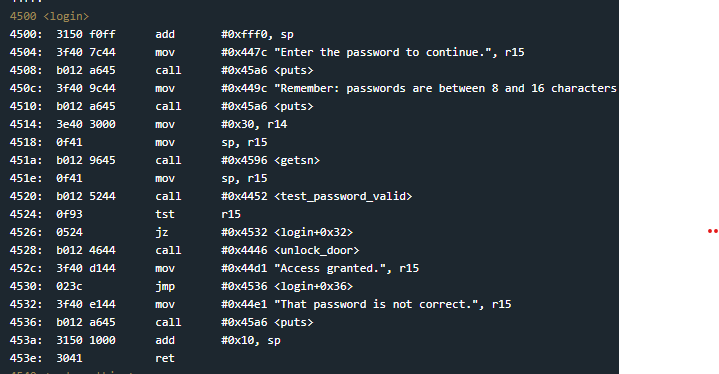 4500 <login>
4500: 3150 f0ff add #0xfff0, sp
4504: 3f40 7c44 mov #0x447c "Enter the password to continue.", r15
4508: b012 a645 call #0x45a6 <puts>
450c: 3f40 9c44 mov #0x449c "Remember: passwords are between 8 and 16 characters
4510: b012 a645 call #0x45a6 <puts>
4514: 3e40 3000 mov #0x30, r14
4518: 0f41 mov sp, r15
451a: b012 9645 call #0x4596 <getsn>
451e: 0f41 mov sp, r15
4520: b012 5244 call #0x4452 <test_password_valid>
4524: 0f93 tst r15
4526: 0524 jz #0x4532 <login+0x32>
4528: b012 4644 call #0x4446 <unlock_door>
452c: 3f40 d144 mov #0x44d1 "Access granted.", r15
4530: 023c jmp #0x4536 <login+0x36>
4532: 3f40 e144 mov #0x44e1 "That password is not correct.", r15
4536: b012 a645 call #0x45a6 <puts>
453a: 3150 1000 add #0x10, sp
453e: 3041 ret